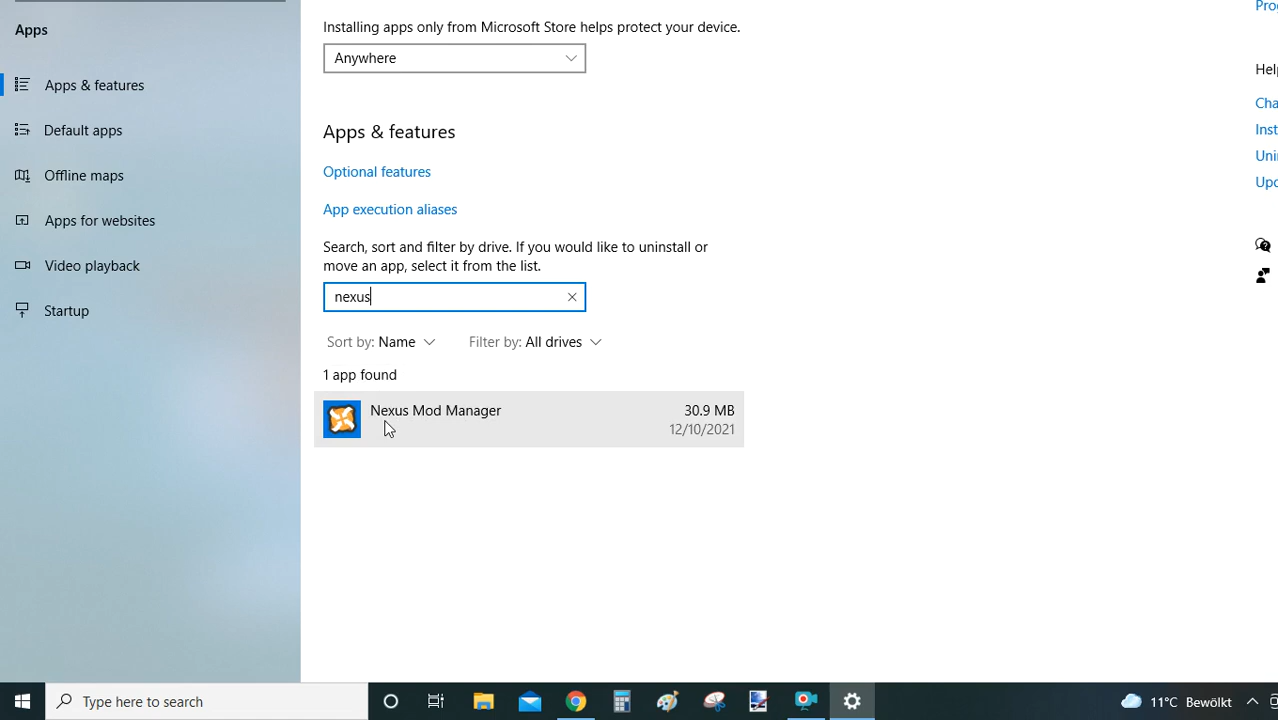 Apps
Apps & features
Default apps
Offline maps
Apps for websites
Video playback
Startup
Installing apps only from Microsoft Store helps protect your device.
Anywhere
Apps & features
Optional features
App execution aliases
Search, sort and filter by drive. If you would like to uninstall or
move an app, select it from the list.
nexus
Sort by: Name
Filter by: All drives
1 app found
Nexus Mod Manager
30.9 MB
12/10/2021
Type here to search
11°C Bewölkt